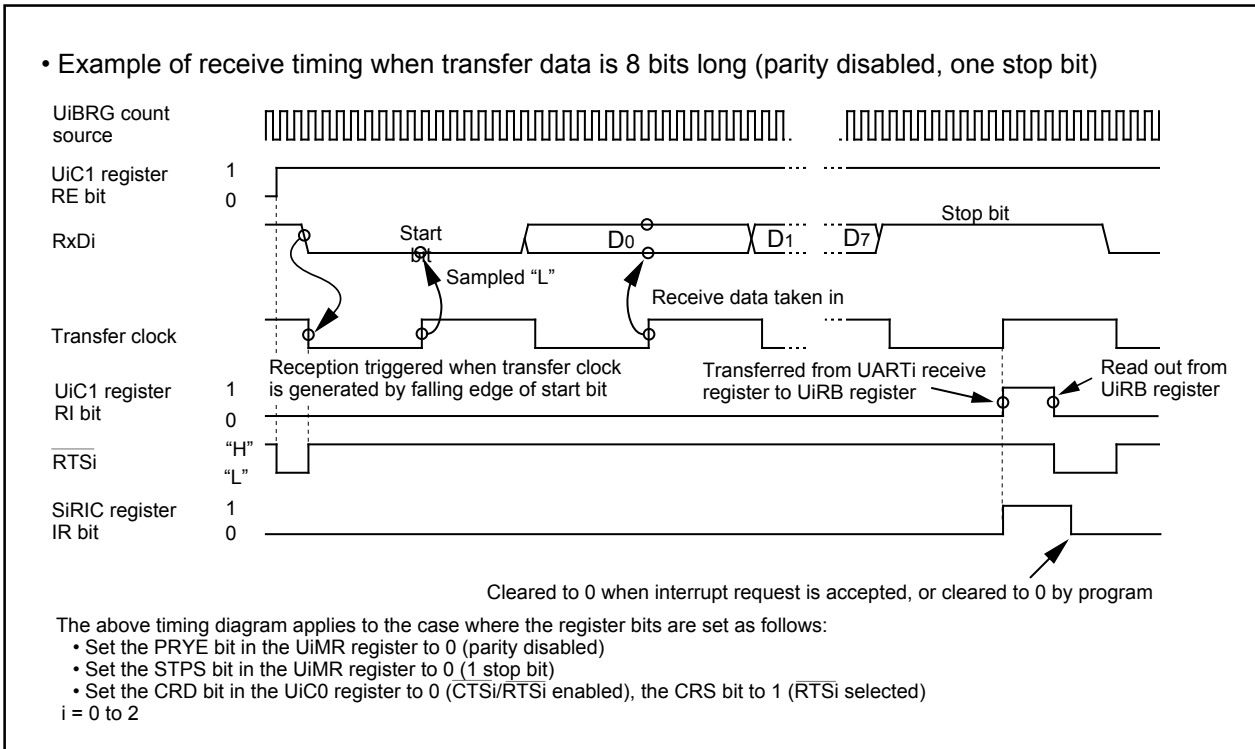 • Example of receive timing when transfer data is 8 bits long (parity disabled, one stop bit)
UiBRG count
source
UiC1 register
RE bit
1
0
RxDi
Start
bit
D0
D1
D7
Stop bit
Sampled “L”
Receive data taken in
Transfer clock
Reception triggered when transfer clock
is generated by falling edge of start bit
Transferred from UARTi receive
register to UiRB register
Read out from
UiRB register
UiC1 register
RI bit
1
0
RTSi
“H”
“L”
SiRIC register
IR bit
1
0
Cleared to 0 when interrupt request is accepted, or cleared to 0 by program
The above timing diagram applies to the case where the register bits are set as follows:
• Set the PRYE bit in the UiMR register to 0 (parity disabled)
• Set the STPS bit in the UiMR register to 0 (1 stop bit)
• Set the CRD bit in the UiC0 register to 0 (CTSi/RTSi enabled), the CRS bit to 1 (RTSi selected)
i = 0 to 2